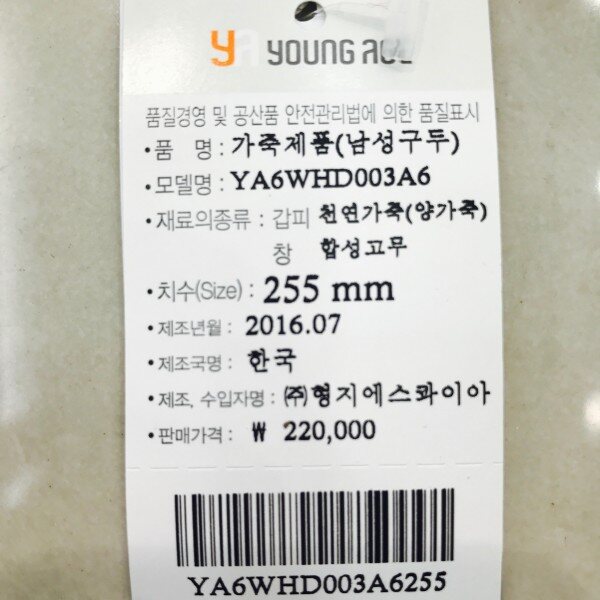 ya YOUNG AGE
품질경영 및 공산품 안전관리법에 의한 품질표시
•품 명 : 가죽제품(남성구두)
•모델명 : YA6WHD003A6
•재료의종류 : 갑피 천연가죽(양가죽)
창 합성고무
•치수(Size) : 255 mm
•제조년월 : 2016.07
•제조국명 : 한국
•제조, 수입자명 : ㈜형지에스콰이아
•판매가격 : ₩ 220,000
YA6WHD003A6255